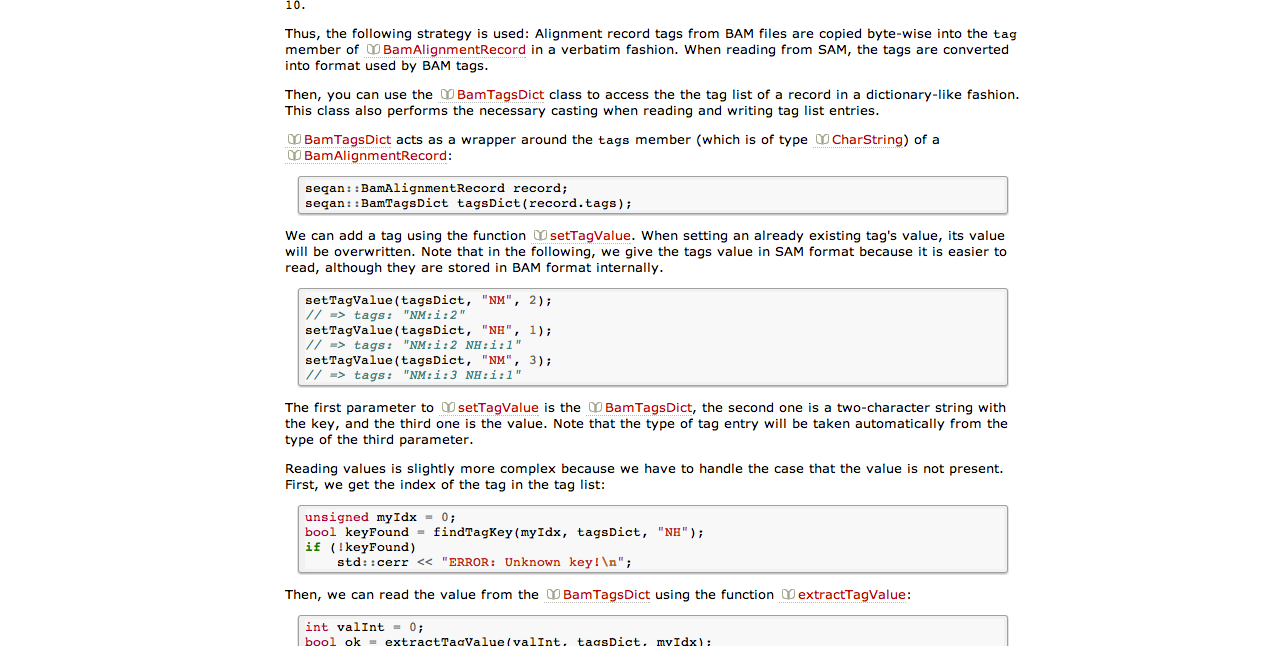 10.
Thus, the following strategy is used: Alignment record tags from BAM files are copied byte-wise into the tag
member of BamAlignmentRecord in a verbatim fashion. When reading from SAM, the tags are converted
into format used by BAM tags.
Then, you can use the BamTagsDict class to access the the tag list of a record in a dictionary-like fashion.
This class also performs the necessary casting when reading and writing tag list entries.
BamTagsDict acts as a wrapper around the tags member (which is of type CharString) of a
BamAlignmentRecord:
seqan::BamAlignmentRecord record;
seqan::BamTagsDict tagsDict(record.tags);
We can add a tag using the function setTagValue. When setting an already existing tag's value, its value
will be overwritten. Note that in the following, we give the tags value in SAM format because it is easier to
read, although they are stored in BAM format internally.
setTagValue(tagsDict, "NM", 2);
// => tags: "NM:i:2"
setTagValue(tagsDict, "NH", 1);
// => tags: "NM:i:2 NH:i:1"
setTagValue(tagsDict, "NM", 3);
// => tags: "NM:i:3 NH:i:1"
The first parameter to setTagValue is the BamTagsDict, the second one is a two-character string with
the key, and the third one is the value. Note that the type of tag entry will be taken automatically from the
type of the third parameter.
Reading values is slightly more complex because we have to handle the case that the value is not present.
First, we get the index of the tag in the tag list:
unsigned myIdx = 0;
bool keyFound = findTagKey(myIdx, tagsDict, "NH");
if (!keyFound)
    std::cerr << "ERROR: Unknown key!\n";
Then, we can read the value from the BamTagsDict using the function extractTagValue:
int valInt = 0;
bool ok = extractTagValue(valInt, tagsDict, myIdx);